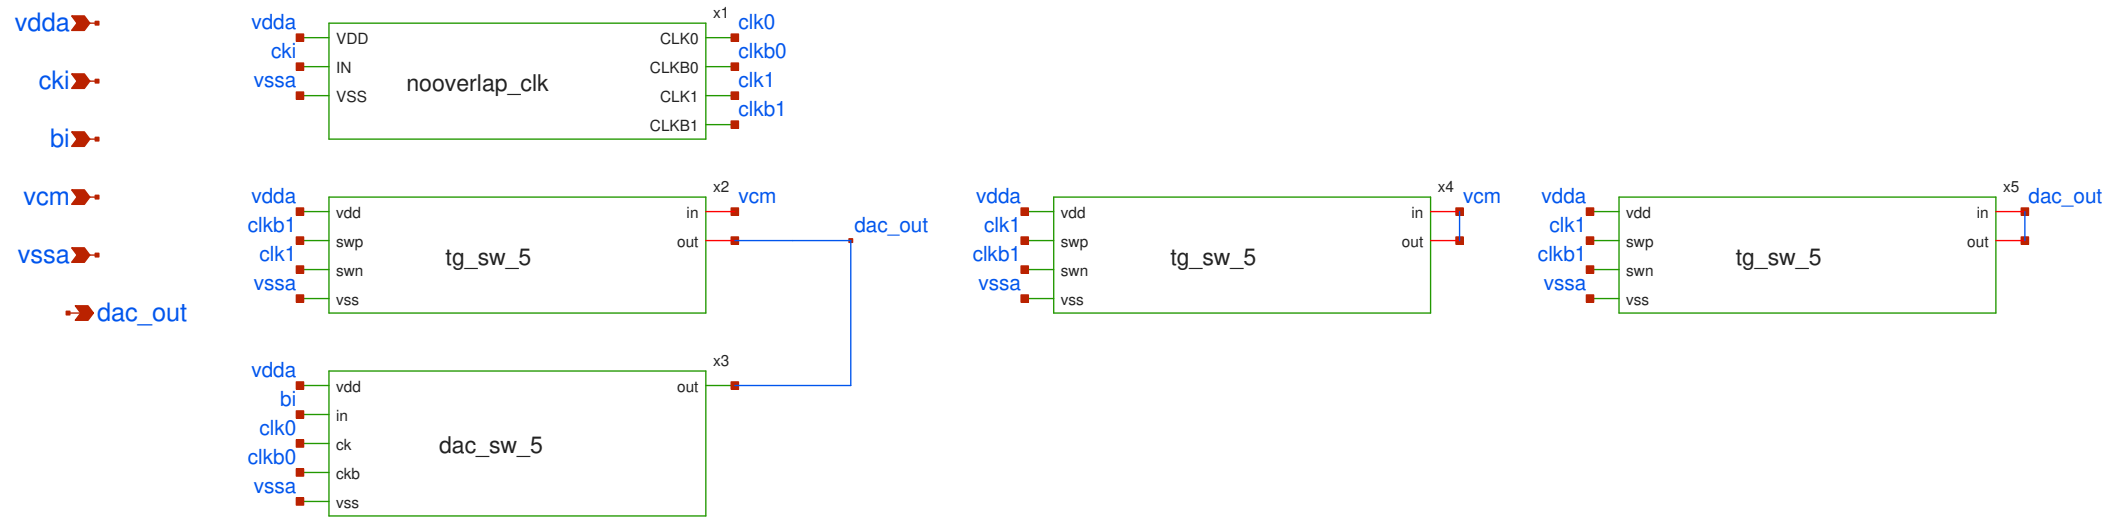 vdda
cki
bi
vcm
vssa
dac_out
x1
vdda
cki
vssa
VDD
IN
VSS
nooverlap_clk
CLK0
CLKB0
CLK1
CLKB1
clk0
clkb0
clk1
clkb1
x2
vdda
clkb1
clk1
vssa
vdd
swp
swn
vss
tg_sw_5
in
out
vcm
dac_out
x3
vdda
bi
clk0
clkb0
vssa
vdd
in
ck
ckb
vss
dac_sw_5
out
x4
vdda
clk1
clkb1
vssa
vdd
swp
swn
vss
tg_sw_5
in
out
vcm
x5
vdda
clk1
clkb1
vssa
vdd
swp
swn
vss
tg_sw_5
in
out
dac_out